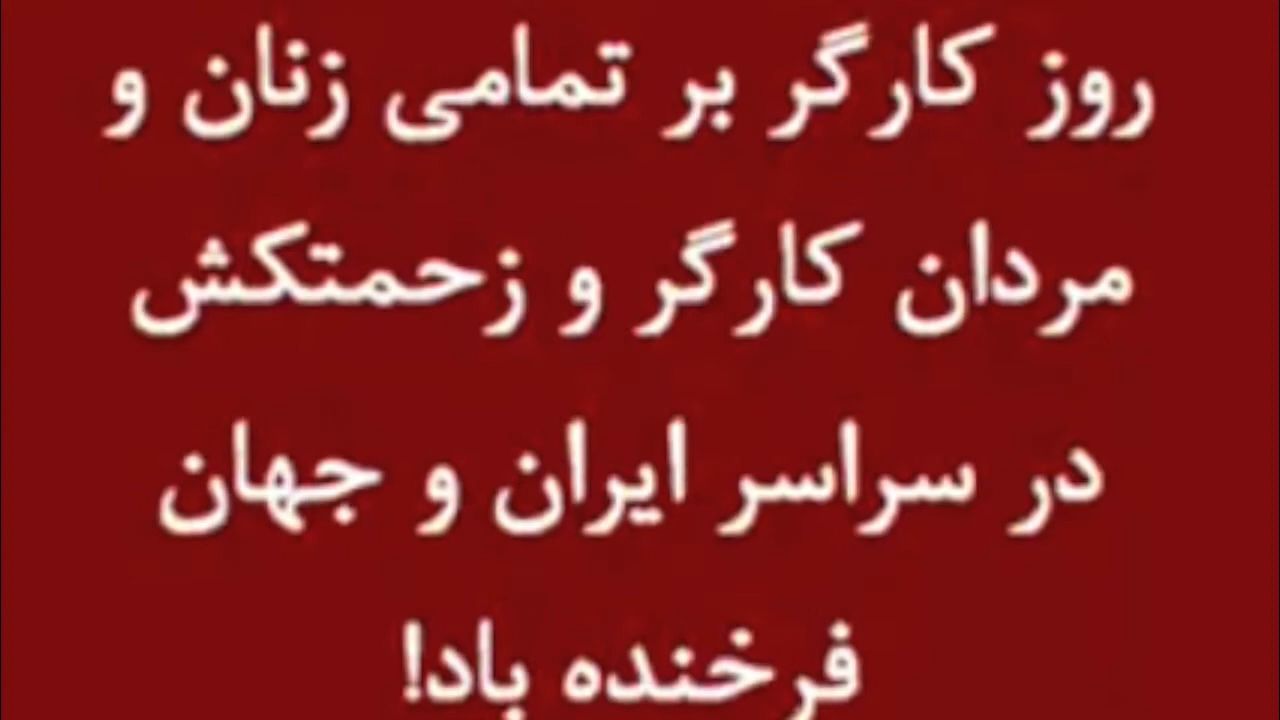 روز کارگر بر تمامی زنان و
مردان کارگر و زحمتکش
در سراسر ایران و جهان
فرخنده باد!